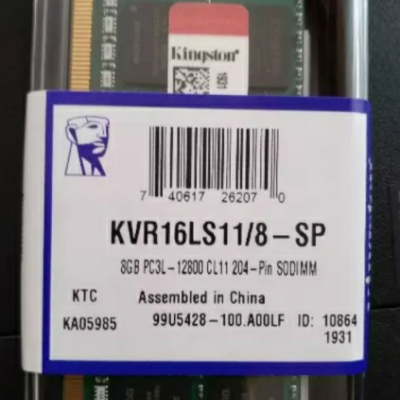 Kingston
1931
7 40617 26207 0
KVR16LS11/8-SP
8GB PC3L-12800 CL11 204-Pin SODIMM
KTC Assembled in China
KA05985 99U5428-100.A00LF ID: 10864
1931